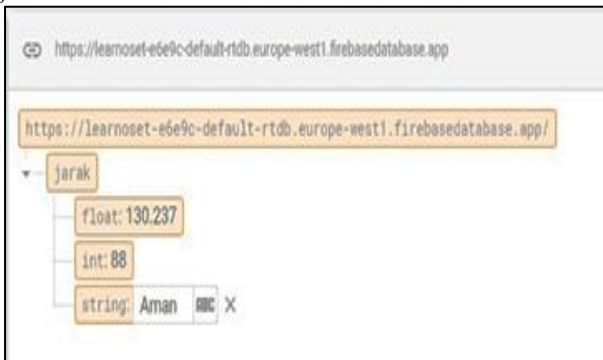 https://learnoset-e6e9c-default-rtdb.europe-west1.firebasedatabase.app
https://learnoset-e6e9c-default-rtdb.europe-west1.firebasedatabase.app/
jarak
float: 130.237
int: 88
string: Aman ABC ×